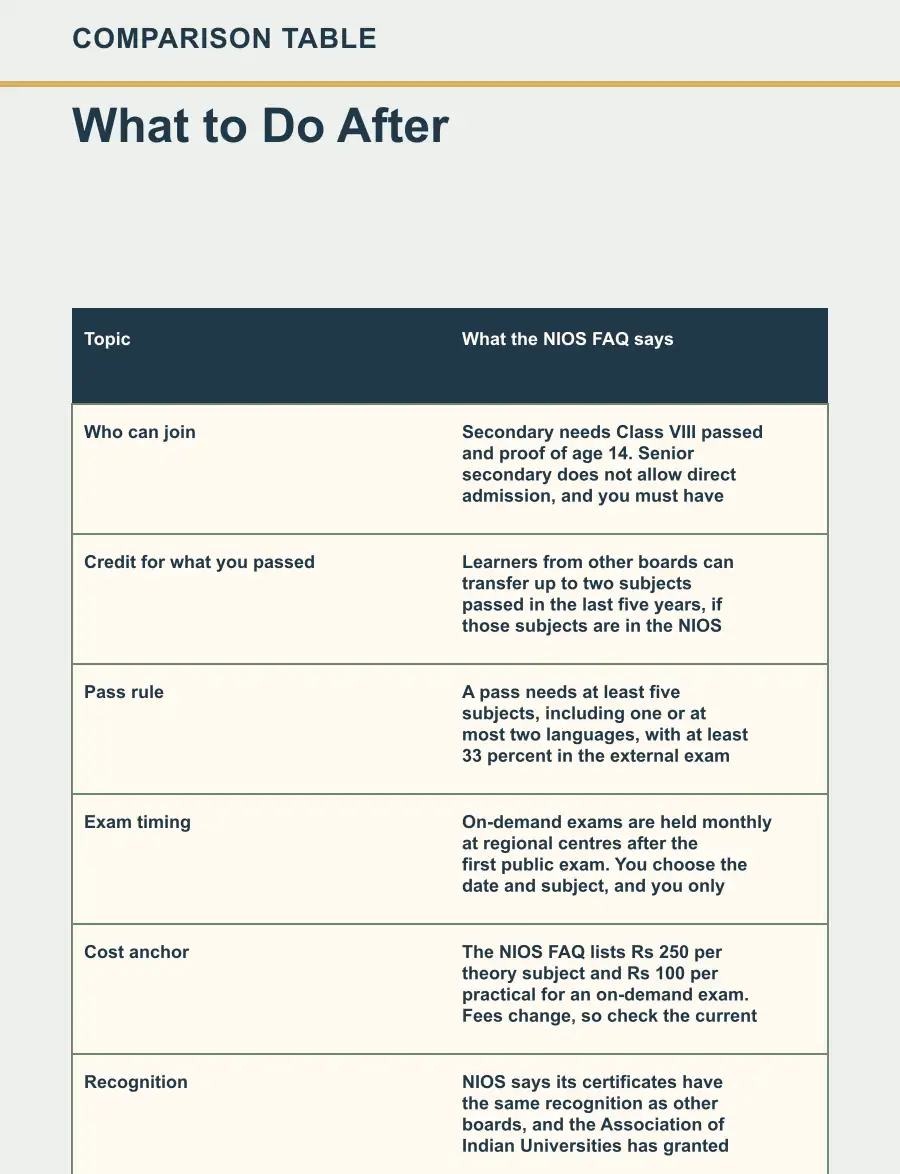 COMPARISON TABLE
What to Do After
Topic
What the NIOS FAQ says
Who can join
Secondary needs Class VIII passed
and proof of age 14. Senior
secondary does not allow direct
admission, and you must have
Credit for what you passed
Learners from other boards can
transfer up to two subjects
passed in the last five years, if
those subjects are in the NIOS
Pass rule
A pass needs at least five
subjects, including one or at
most two languages, with at least
33 percent in the external exam
Exam timing
On-demand exams are held monthly
at regional centres after the
first public exam. You choose the
date and subject, and you only
Cost anchor
The NIOS FAQ lists Rs 250 per
theory subject and Rs 100 per
practical for an on-demand exam.
Fees change, so check the current
Recognition
NIOS says its certificates have
the same recognition as other
boards, and the Association of
Indian Universities has granted